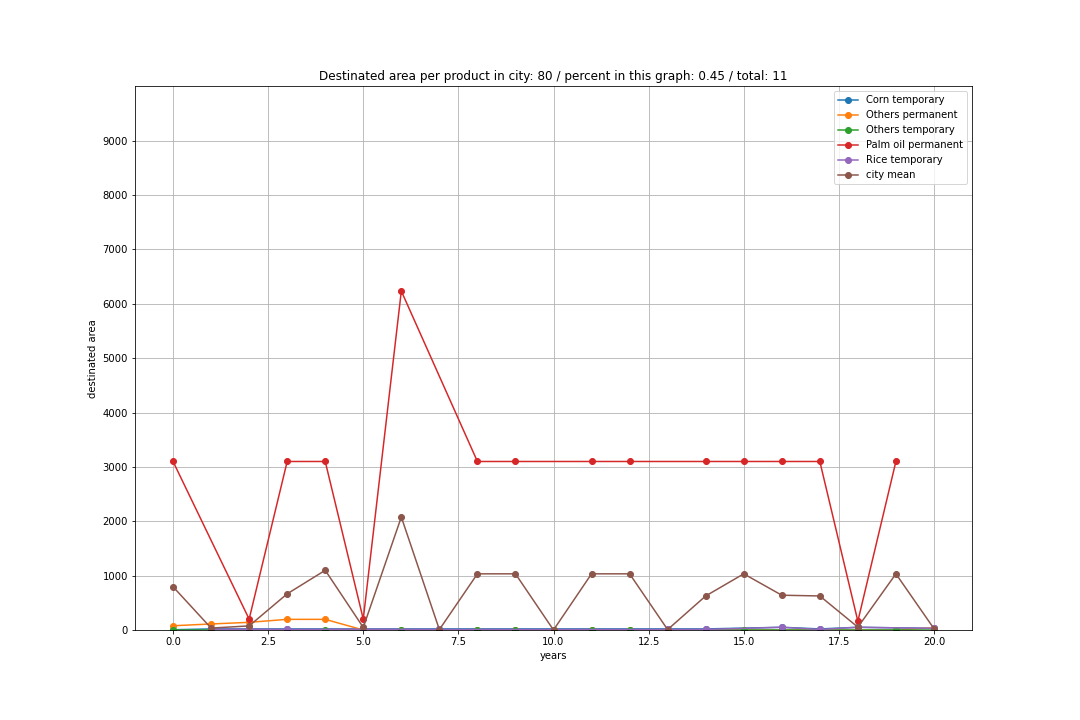 Destinated area per product in city: 80 / percent in this graph: 0.45 / total: 11
Corn temporary
Others permanent
Others temporary
Palm oil permanent
Rice temporary
city mean
9000
8000
7000
6000
5000
4000
3000
2000
1000
0
destinated area
0.0 2.5 5.0 7.5 10.0 12.5 15.0 17.5 20.0
years